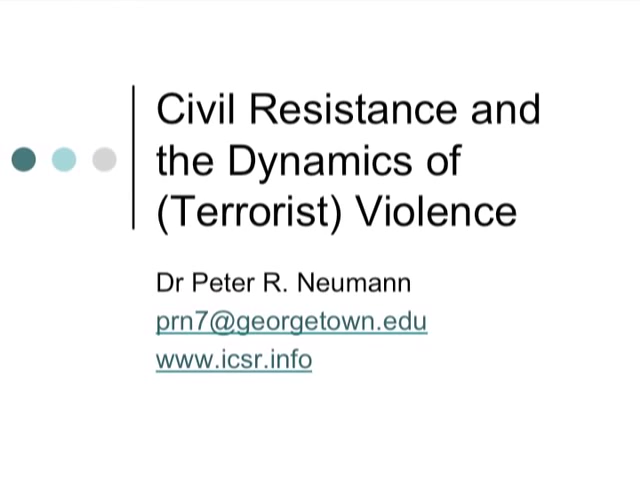 Civil Resistance and
the Dynamics of
(Terrorist) Violence
Dr Peter R. Neumann
prn7@georgetown.edu
www.icsr.info